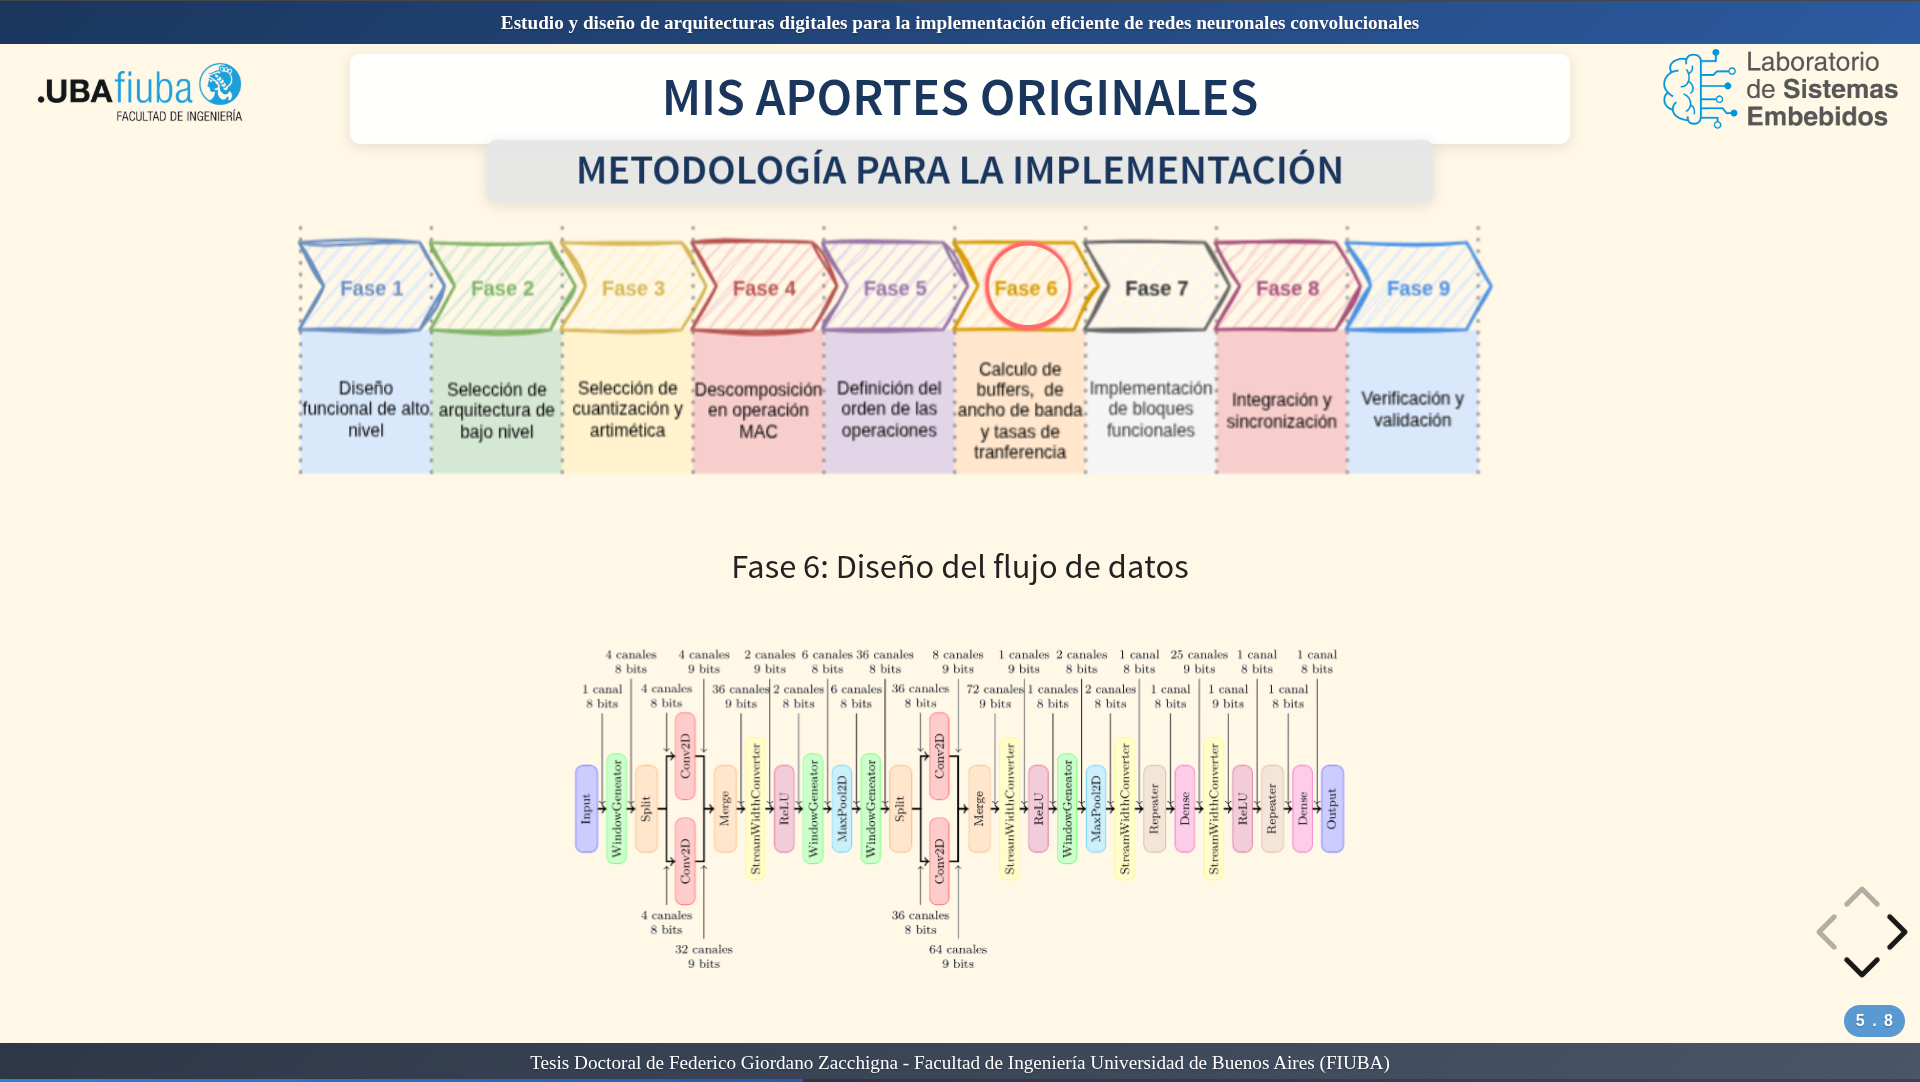 Estudio y diseño de arquitecturas digitales para la implementación eficiente de redes neuronales convolucionales
.UBAfiuba
FACULTAD DE INGENIERÍA
MIS APORTES ORIGINALES
Laboratorio
de Sistemas
Embebidos
METODOLOGÍA PARA LA IMPLEMENTACIÓN
Fase 1
Fase 2
Fase 3
Fase 4
Fase 5
Fase 6
Fase 7
Fase 8
Fase 9
Diseño
funcional de alto
nivel
Selección de
arquitectura de
bajo nivel
Selección de
cuantización y
artimética
Descomposición
en operación
MAC
Definición del
orden de las
operaciones
Calculo de
buffers, de
ancho de banda
y tasas de
tranferencia
Implementación
de bloques
funcionales
Integración y
sincronización
Verificación y
validación
Fase 6: Diseño del flujo de datos
4 canales 4 canales 2 canales 6 canales 36 canales 8 canales 1 canales 2 canales 1 canal 25 canales 1 canal 1 canal
8 bits 9 bits 9 bits 8 bits 8 bits 9 bits 9 bits 8 bits 8 bits 9 bits 8 bits 8 bits
1 canal 4 canales 36 canales 2 canales 6 canales 36 canales 72 canales 1 canales 2 canales 1 canal 1 canal 1 canal
8 bits 8 bits 9 bits 8 bits 8 bits 8 bits 9 bits 8 bits 8 bits 8 bits 9 bits 8 bits
Input
WindowGeneator
Split
Conv2D
Conv2D
Merge
StreamWidthConverter
ReLU
WindowGeneator
MaxPool2D
WindowGeneator
Split
Conv2D
Conv2D
Merge
StreamWidthConverter
ReLU
WindowGeneator
MaxPool2D
StreamWidthConverter
Repeater
Dense
StreamWidthConverter
ReLU
Repeater
Dense
Output
4 canales 36 canales
8 bits 8 bits
32 canales 64 canales
9 bits 9 bits
5 . 8
Tesis Doctoral de Federico Giordano Zacchigna - Facultad de Ingeniería Universidad de Buenos Aires (FIUBA)